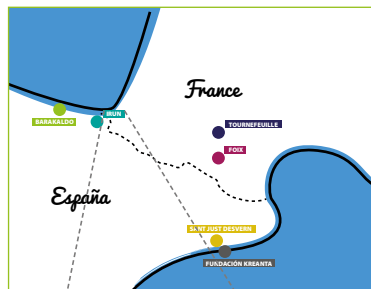 France
IRUN
BARAKALDO
TOURNEFEUILLE
FOIX
España
SANT JUST DESVERN
FUNDACIÓN KREANTA